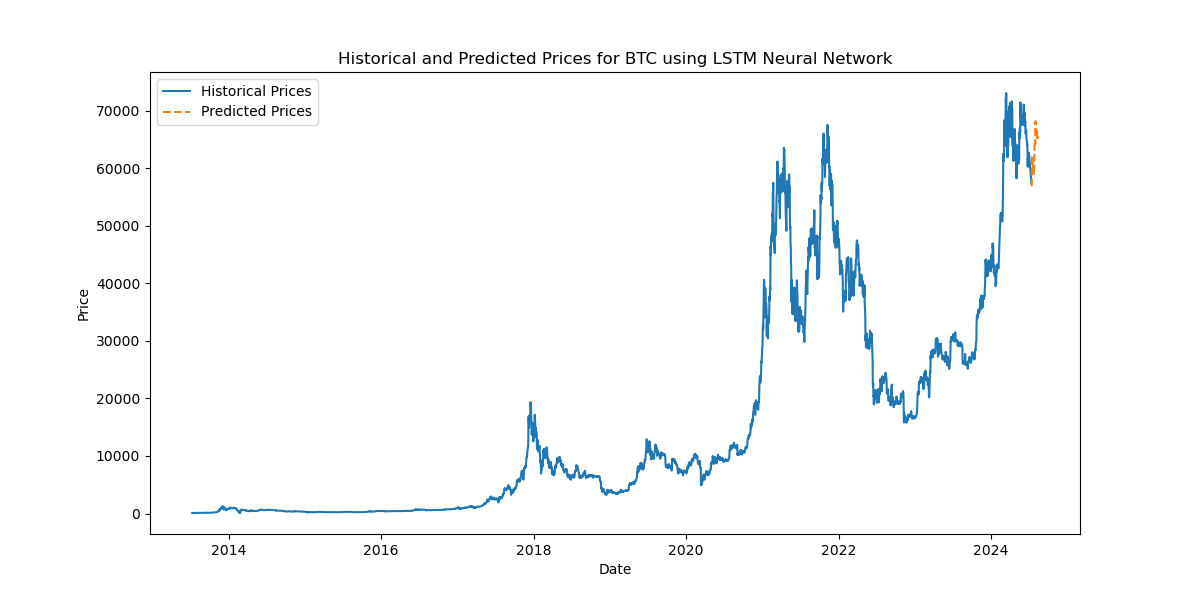 Historical and Predicted Prices for BTC using LSTM Neural Network
Historical Prices
Predicted Prices
Price
70000
60000
50000
40000
30000
20000
10000
0
2014 2016 2018 2020 2022 2024
Date